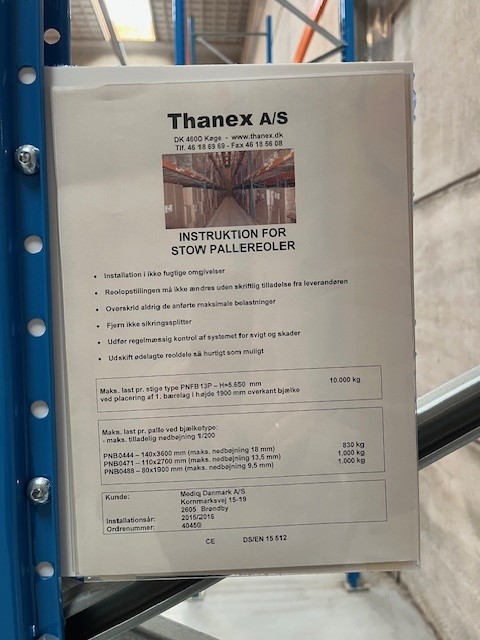 Thanex A/S
DK 4600 Køge - www.thanex.dk
Tlf. 46 18 69 69 - Fax 46 18 56 08
INSTRUKTION FOR
STOW PALLEREOLER
• Installation i ikke fugtige omgivelser
• Reolopstillingen må ikke ændres uden skriftlig tilladelse fra leverandøren
• Overskrid aldrig de anførte maksimale belastninger
• Fjern ikke sikringssplitter
• Udfør regelmæssig kontrol af systemet for svigt og skader
• Udskift ødelagte reoldele så hurtigt som muligt
Maks. last pr. stige type PNFB13P – H=5.650 mm 10.000 kg
ved placering af 1. bærelag i højde 1900 mm overkant bjælke
Maks. last pr. palle ved bjælketype:
- maks. tilladelig nedbøjning 1/200
PNB0444 – 140x3600 mm (maks. nedbøjning 18 mm) 830 kg
PNB0471 – 110x2700 mm (maks. nedbøjning 13,5 mm) 1.000 kg
PNB0488 – 80x1900 mm (maks. nedbøjning 9,5 mm) 1.000 kg
Kunde: Mediq Danmark A/S
Kornmarksvej 15-19
2605 Brøndby
Installationsår: 2015/2016
Ordrenummer: 40450
CE DS/EN 15 512